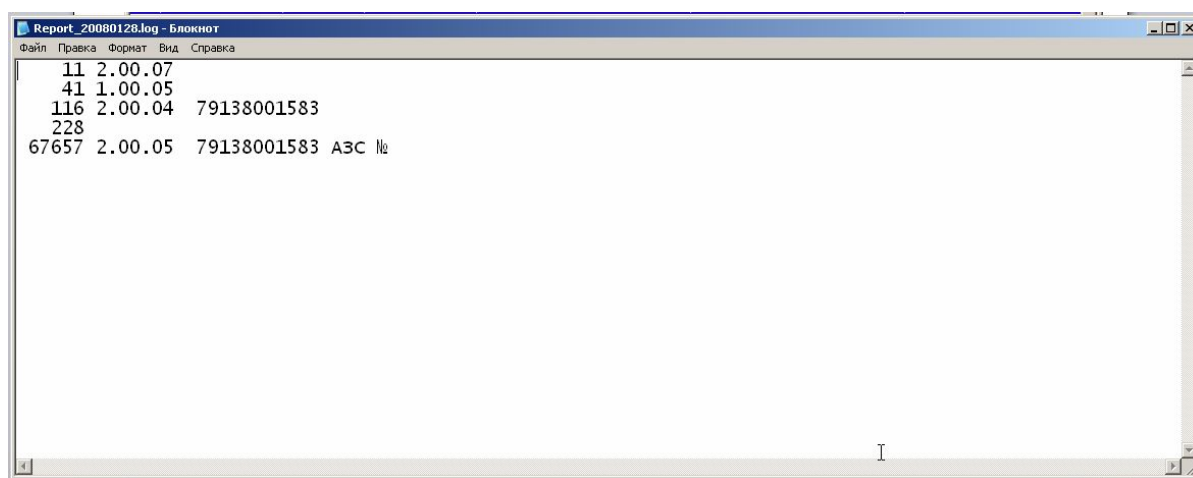 Report_20080128.log - Блокнот
Файл Правка Формат Вид Справка
11 2.00.07
41 1.00.05
116 2.00.04 79138001583
228
67657 2.00.05 79138001583 АЗС №